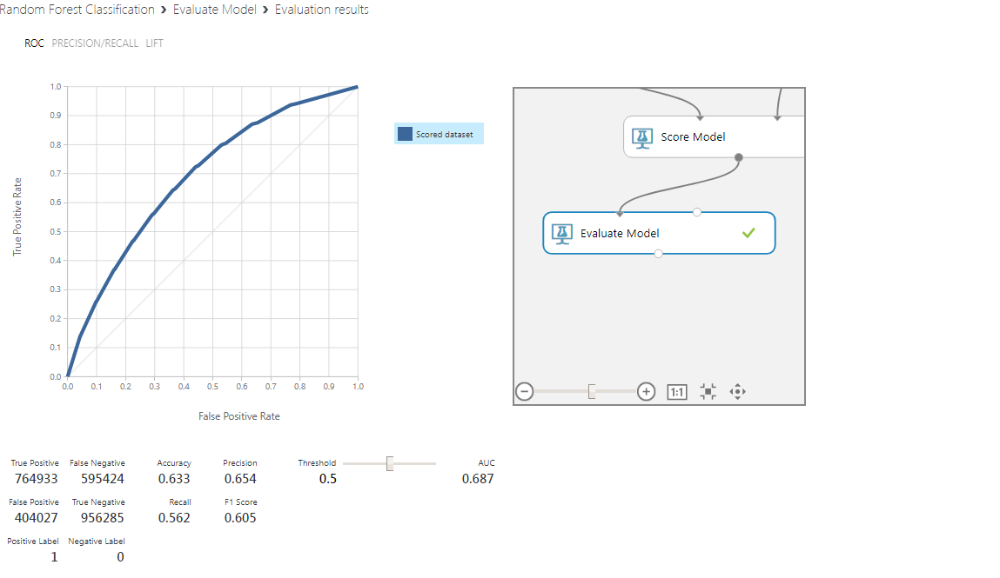 Random Forest Classification › Evaluate Model › Evaluation results
ROC PRECISION/RECALL LIFT
True Positive Rate
1.0
0.9
0.8
0.7
0.6
0.5
0.4
0.3
0.2
0.1
0.0
0.0 0.1 0.2 0.3 0.4 0.5 0.6 0.7 0.8 0.9 1.0
False Positive Rate
Scored dataset
Score Model
Evaluate Model
1:1
True Positive False Negative Accuracy Precision Threshold AUC
764933 595424 0.633 0.654 0.5 0.687
False Positive True Negative Recall F1 Score
404027 956285 0.562 0.605
Positive Label Negative Label
1 0